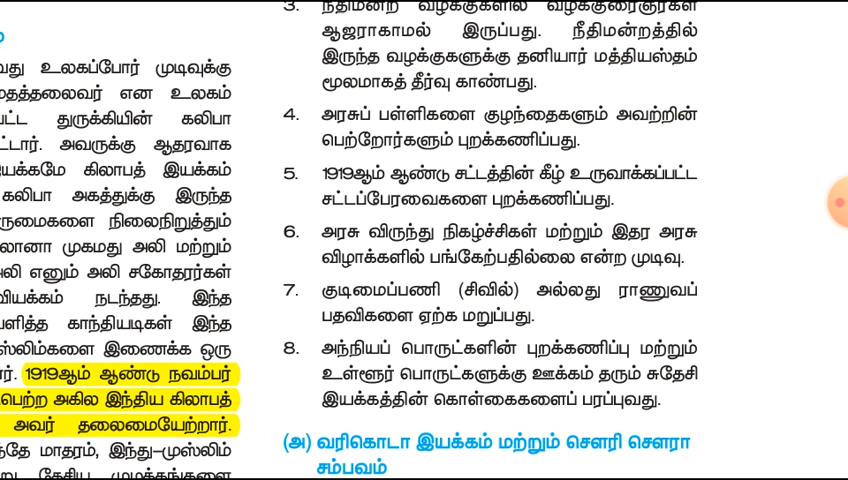 வது உலகப்போர் முடிவுக்கு
மதத்தலைவர் என உலகம்
துருக்கியின் கலிபா
அவருக்கு ஆதரவாக
கிலாபத் இயக்கம்
கலிபா அகத்துக்கு இருந்த
நிலைநிறுத்தும்
முகமது அலி மற்றும்
எனும் அலி சகோதரர்கள்
நடந்தது. இந்த
காந்தியடிகள் இந்த
இணைக்க ஒரு
1919ஆம் ஆண்டு நவம்பர்
அகில இந்திய கிலாபத்
அவர் தலைமையேற்றார்.
மாதரம், இந்து–முஸ்லிம்
தேசிய முழக்கங்களை
3. நீதிமன்ற வழக்குகளில் வழக்குரைஞர்கள்
ஆஜராகாமல் இருப்பது. நீதிமன்றத்தில்
இருந்த வழக்குகளுக்கு தனியார் மத்தியஸ்தம்
மூலமாகத் தீர்வு காண்பது.
4. அரசுப் பள்ளிகளை குழந்தைகளும் அவற்றின்
பெற்றோர்களும் புறக்கணிப்பது.
5. 1919ஆம் ஆண்டு சட்டத்தின் கீழ் உருவாக்கப்பட்ட
சட்டப்பேரவைகளை புறக்கணிப்பது.
6. அரசு விருந்து நிகழ்ச்சிகள் மற்றும் இதர அரசு
விழாக்களில் பங்கேற்பதில்லை என்ற முடிவு.
7. குடிமைப்பணி (சிவில்) அல்லது ராணுவப்
பதவிகளை ஏற்க மறுப்பது.
8. அந்நியப் பொருட்களின் புறக்கணிப்பு மற்றும்
உள்ளூர் பொருட்களுக்கு ஊக்கம் தரும் சுதேசி
இயக்கத்தின் கொள்கைகளைப் பரப்புவது.
(அ) வரிகொடா இயக்கம் மற்றும் சௌரி சௌரா
சம்பவம்